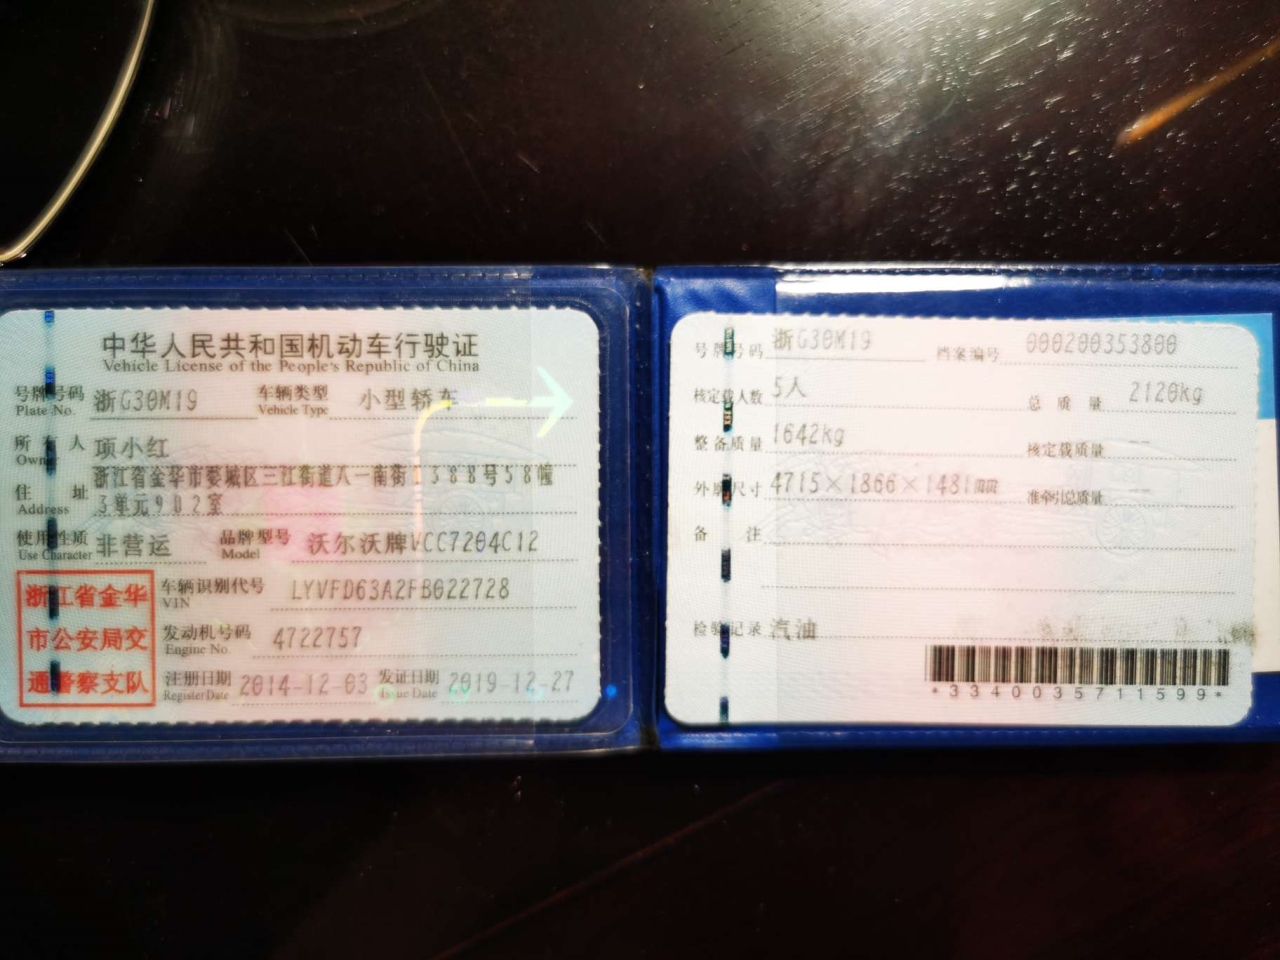 中华人民共和国机动车行驶证
Vehicle License of the People's Republic of China
号牌号码 浙G30M19 车辆类型 小型轿车
Plate No. Vehicle Type
所有人 项小红
Owner
浙江省金华市婺城区三江街道八一南街1388号58幢
住址 3单元902室
Address
使用性质 非营运 品牌型号 沃尔沃牌VCC7204C12
Use Character Model
浙江省金华
市公安局交
通警察支队
车辆识别代号 LYVFD63A2FB022728
VIN
发动机号码 4722757
Engine No.
注册日期 2014-12-03 发证日期 2019-12-27
Register Date Issue Date
号牌号码 浙G30M19 档案编号 000200353800
核定载人数 5人 总质量 2120kg
整备质量 1642kg 核定载质量 --
外廓尺寸 4715×1866×1481mm 准牵引总质量 --
备注
检验记录 汽油
*3340035711599*